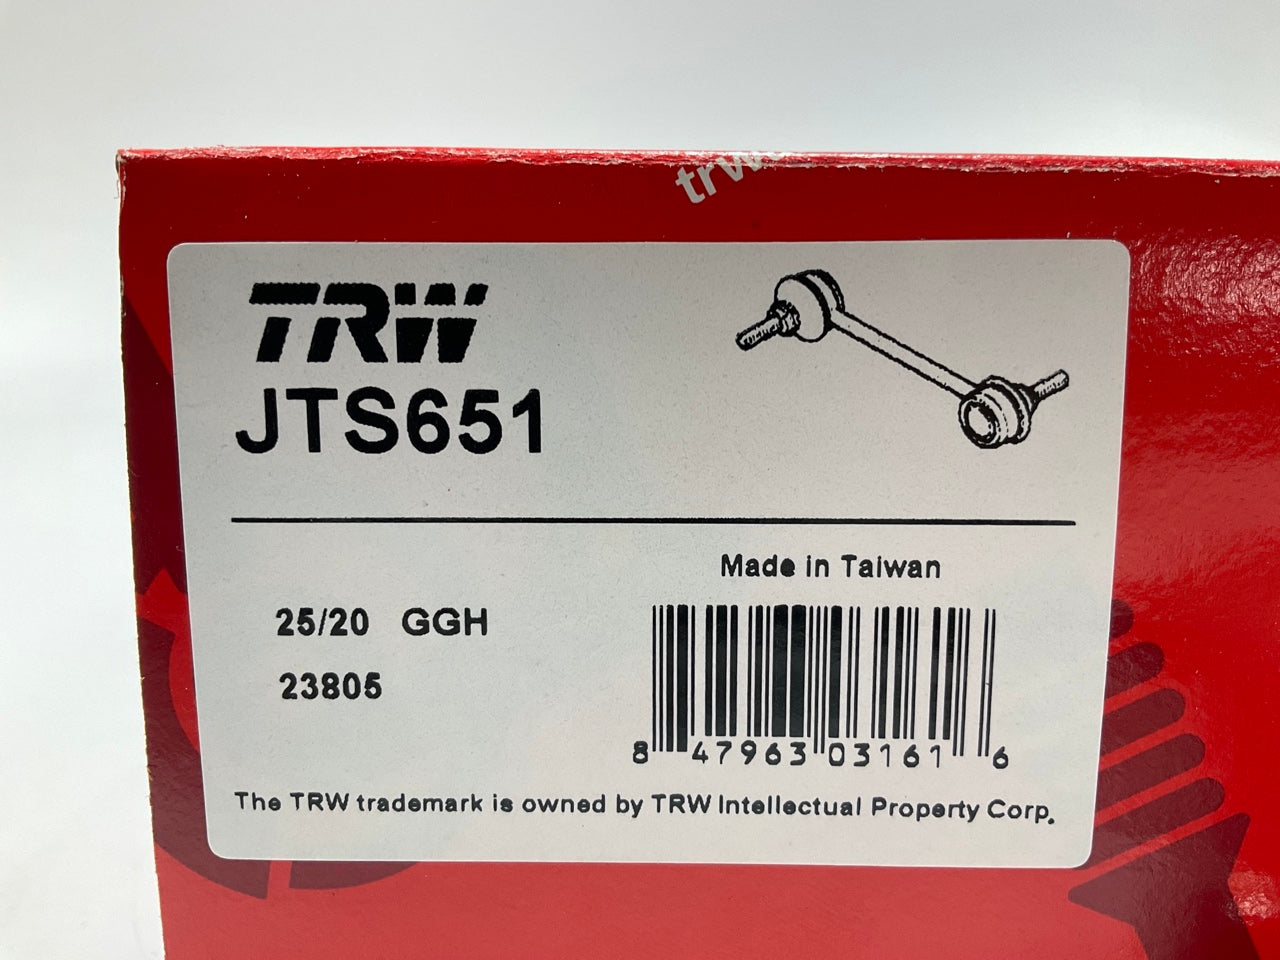 trw
TRW
JTS651
Made in Taiwan
25/20 GGH
23805
8 47963 03161 6
The TRW trademark is owned by TRW Intellectual Property Corp.